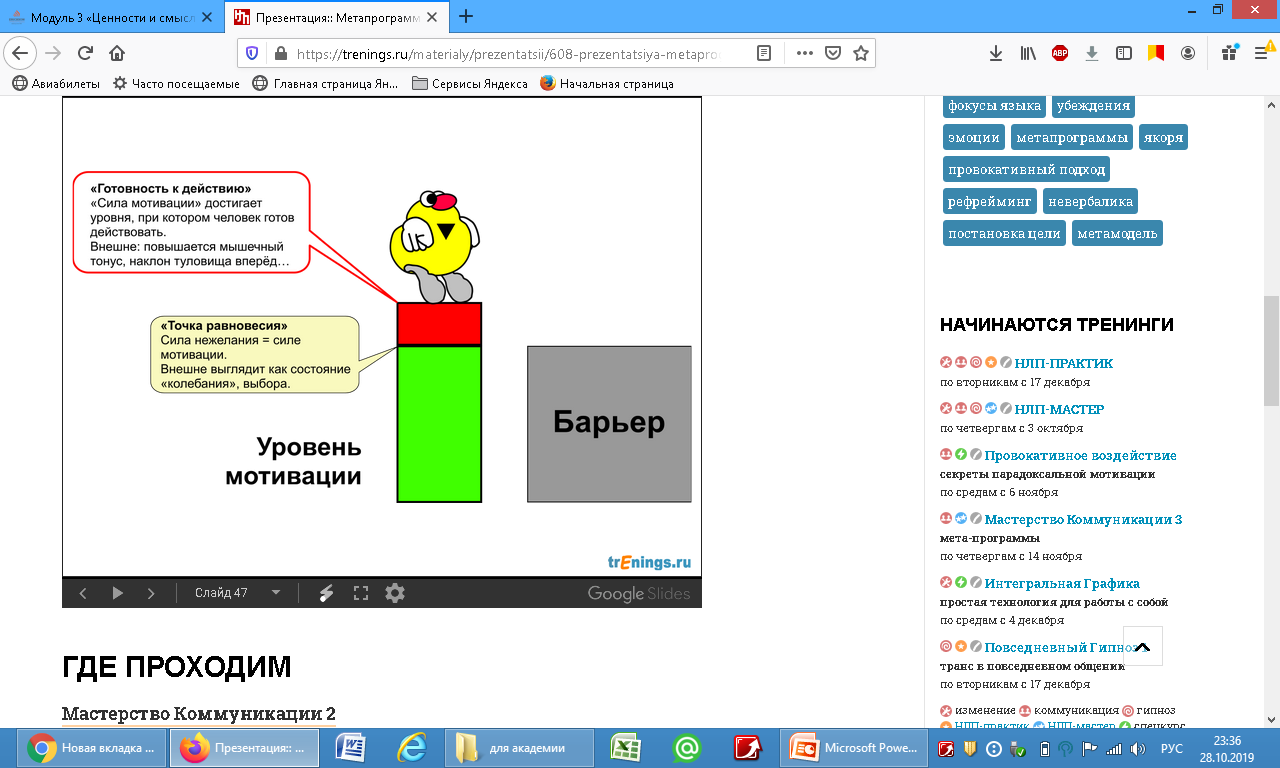 Модуль 3 «Ценности и смысл
Презентация:: Метапрограмм
https://trenings.ru/materialy/prezentatsii/608-prezentatsiya-metapro
ABP
Авиабилеты
Часто посещаемые
Главная страница Ян...
Сервисы Яндекса
Начальная страница
«Готовность к действию»
«Сила мотивации» достигает
уровня, при котором человек готов
действовать.
Внешне: повышается мышечный
тонус, наклон туловища вперёд…
«Точка равновесия»
Сила нежелания = силе
мотивации.
Внешне выглядит как состояние
«колебания», выбора.
Уровень
мотивации
Барьер
trEnings.ru
Слайд 47
Google Slides
ГДЕ ПРОХОДИМ
Мастерство Коммуникации 2
фокусы языка убеждения
эмоции метапрограммы якоря
провокативный подход
рефрейминг невербалика
постановка цели метамодель
НАЧИНАЮТСЯ ТРЕНИНГИ
НЛП-ПРАКТИК
по вторникам с 17 декабря
НЛП-МАСТЕР
по четвергам с 3 октября
Провокативное воздействие
секреты парадоксальной мотивации
по средам с 6 ноября
Мастерство Коммуникации 3
мета-программы
по четвергам с 14 ноября
Интегральная Графика
простая технология для работы с собой
по средам с 4 декабря
Повседневный Гипноз
транс в повседневном общении
по вторникам с 17 декабря
изменение коммуникация гипноз
НЛП-практик НЛП-мастер спецкурс
Новая вкладка ...
Презентация:: ...
для академии
Microsoft Powe...
РУС
23:36
28.10.2019